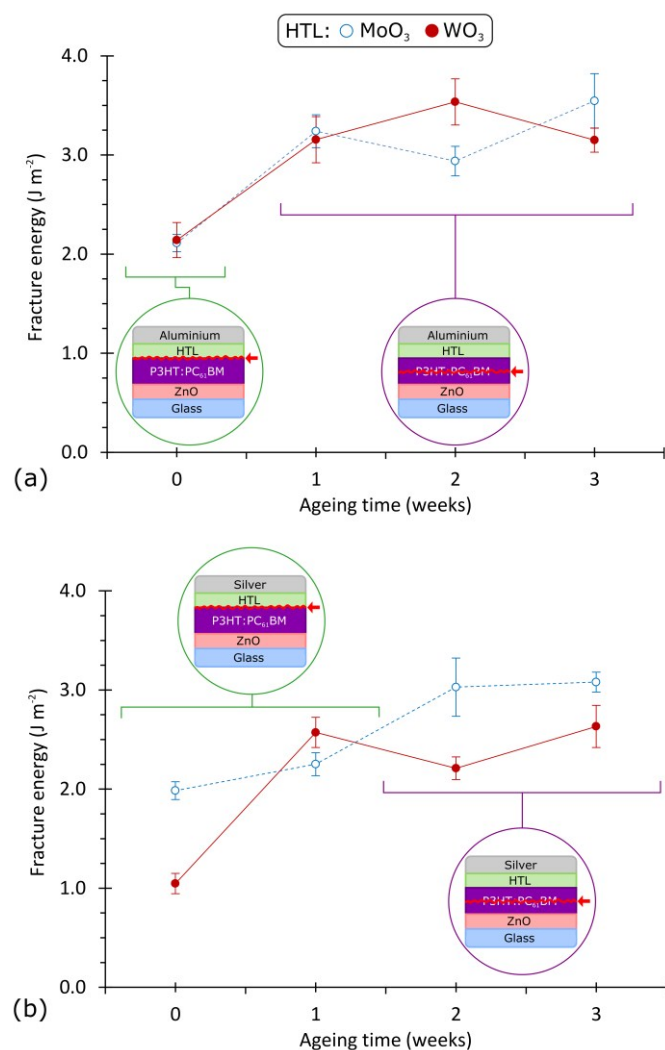 HTL: MoO₃ WO₃
4.0
3.0
2.0
1.0
0.0
Fracture energy (J m⁻²)
Aluminium
HTL
P3HT:PC₆₁BM
ZnO
Glass
Aluminium
HTL
P3HT:PC₆₁BM
ZnO
Glass
0 1 2 3
Ageing time (weeks)
(a)
4.0
3.0
2.0
1.0
0.0
Fracture energy (J m⁻²)
Silver
HTL
P3HT:PC₆₁BM
ZnO
Glass
Silver
HTL
P3HT:PC₆₁BM
ZnO
Glass
0 1 2 3
Ageing time (weeks)
(b)